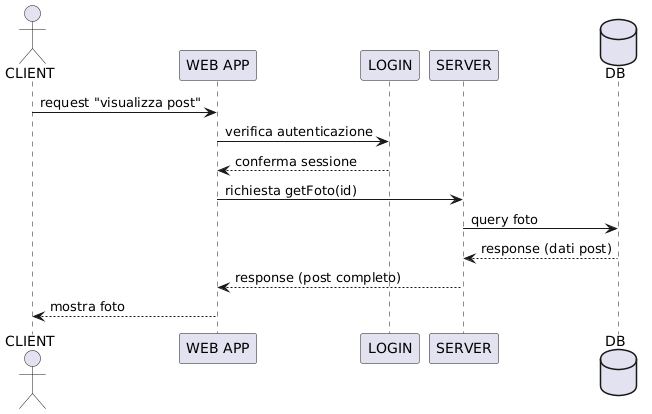 CLIENT
WEB APP
LOGIN
SERVER
DB
request "visualizza post"
verifica autenticazione
conferma sessione
richiesta getFoto(id)
query foto
response (dati post)
response (post completo)
mostra foto
CLIENT
WEB APP
LOGIN
SERVER
DB